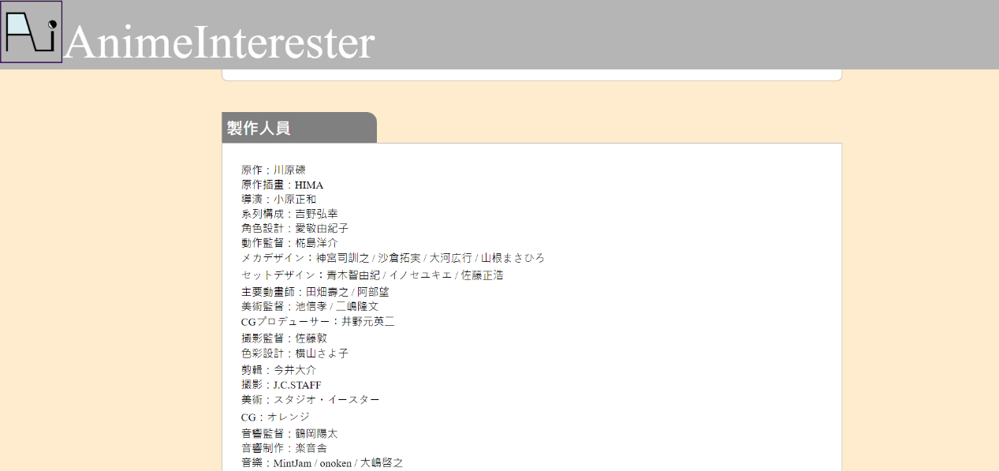 AnimeInterester
製作人員
原作：川原礫
原作插畫：HIMA
導演：小原正和
系列構成：吉野弘幸
角色設計：愛敬由紀子
動作監督：椛島洋介
メカデザイン：神宮司訓之 / 沙倉拓実 / 大河広行 / 山根まさひろ
セットデザイン：青木智由紀 / イノセユキエ / 佐藤正浩
主要動畫師：田畑壽之 / 阿部望
美術監督：池信孝 / 三嶋隆文
CGプロデューサー：井野元英二
撮影監督：佐藤敦
色彩設計：横山さよ子
剪輯：今井大介
撮影：J.C.STAFF
美術：スタジオ・イースター
CG：オレンジ
音響監督：鶴岡陽太
音響制作：楽音舎
音樂：MintJam / onoken / 大嶋啓之